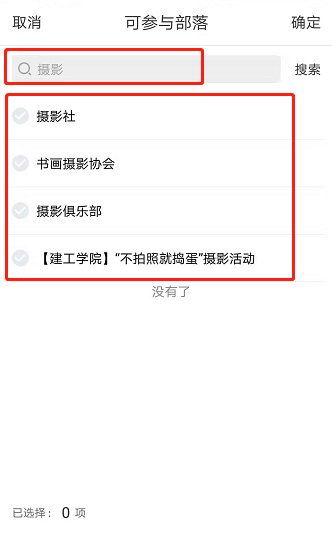 取消 可参与部落 确定
摄影 搜索
摄影社
书画摄影协会
摄影俱乐部
【建工学院】“不拍照就捣蛋”摄影活动
没有了
已选择： 0 项